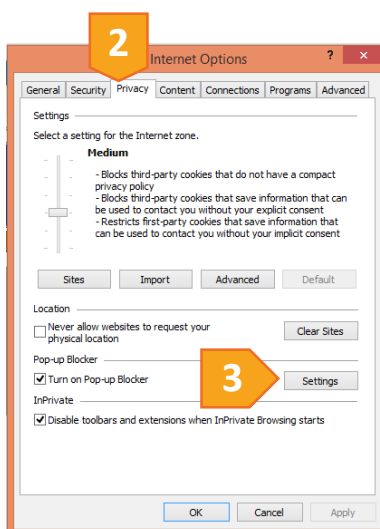 2
Internet Options ? ×
General Security Privacy Content Connections Programs Advanced
Settings
Select a setting for the Internet zone.
Medium
- Blocks third-party cookies that do not have a compact
privacy policy
- Blocks third-party cookies that save information that can
be used to contact you without your explicit consent
- Restricts first-party cookies that save information that
can be used to contact you without your implicit consent
Sites Import Advanced Default
Location
Never allow websites to request your
physical location
Clear Sites
Pop-up Blocker
Turn on Pop-up Blocker 3 Settings
InPrivate
Disable toolbars and extensions when InPrivate Browsing starts
OK Cancel Apply